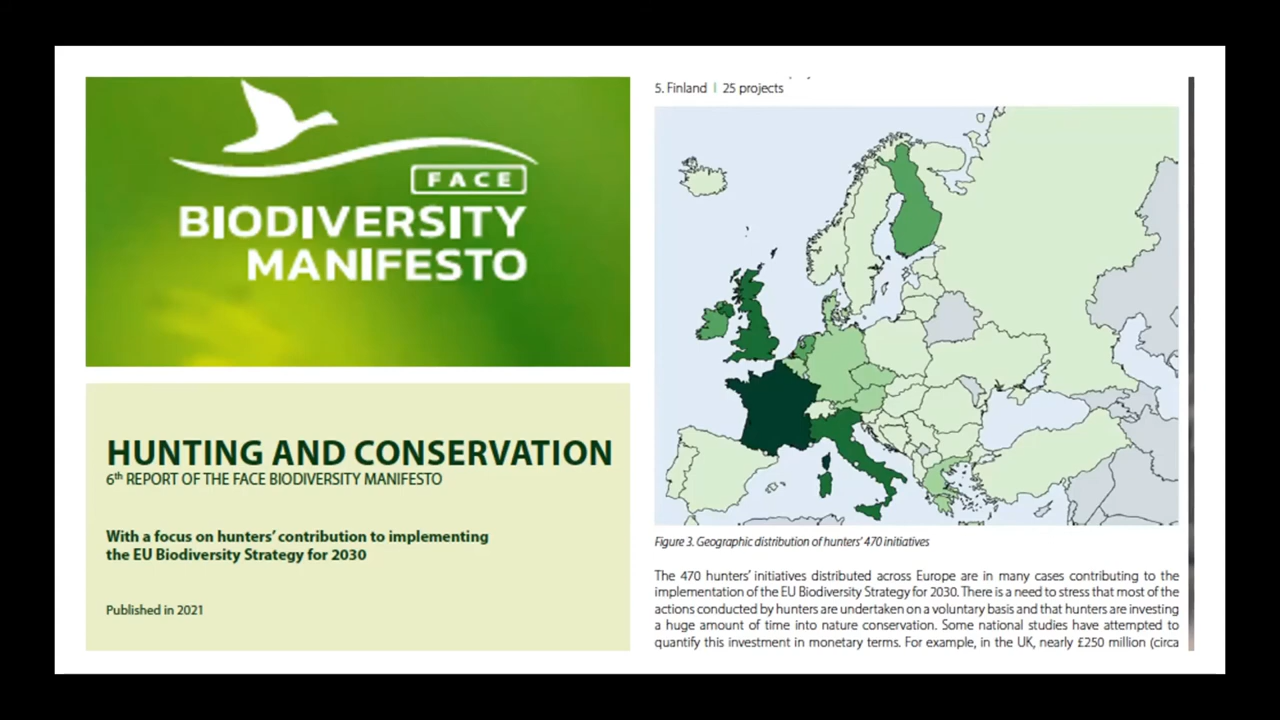 FACE
BIODIVERSITY
MANIFESTO
HUNTING AND CONSERVATION
6th REPORT OF THE FACE BIODIVERSITY MANIFESTO
With a focus on hunters' contribution to implementing
the EU Biodiversity Strategy for 2030
Published in 2021
5. Finland | 25 projects
Figure 3. Geographic distribution of hunters' 470 initiatives
The 470 hunters' initiatives distributed across Europe are in many cases contributing to the
implementation of the EU Biodiversity Strategy for 2030. There is a need to stress that most of the
actions conducted by hunters are undertaken on a voluntary basis and that hunters are investing
a huge amount of time into nature conservation. Some national studies have attempted to
quantify this investment in monetary terms. For example, in the UK, nearly £250 million (circa